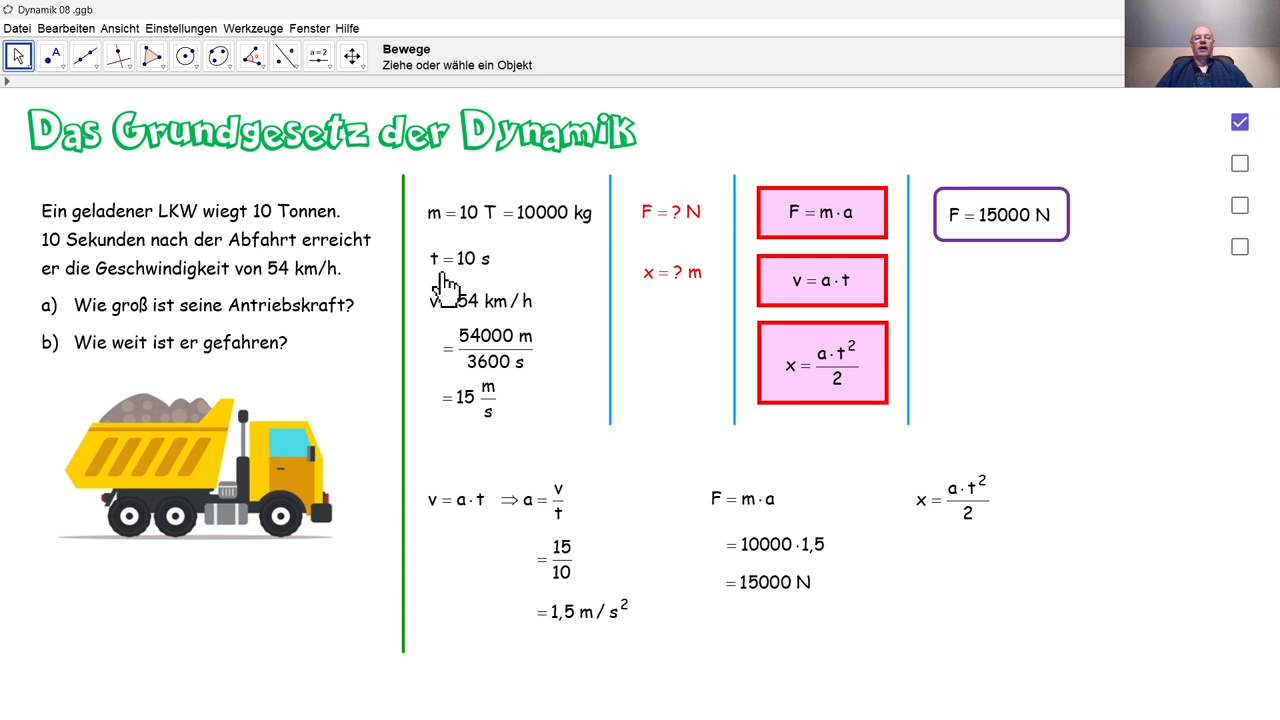 Dynamik 08 .ggb
Datei Bearbeiten Ansicht Einstellungen Werkzeuge Fenster Hilfe
A
a=2
Bewege
Ziehe oder wähle ein Objekt
Das Grundgesetz der Dynamik
Ein geladener LKW wiegt 10 Tonnen.
10 Sekunden nach der Abfahrt erreicht
er die Geschwindigkeit von 54 km/h.
a) Wie groß ist seine Antriebskraft?
b) Wie weit ist er gefahren?
m = 10 T = 10000 kg
t = 10 s
v 54 km / h
= 54000 m / 3600 s
= 15 m / s
F = ? N
x = ? m
F = m · a
v = a · t
x = a · t² / 2
F = 15000 N
v = a · t ⇒ a = v / t
= 15 / 10
= 1,5 m / s²
F = m · a
= 10000 · 1,5
= 15000 N
x = a · t² / 2